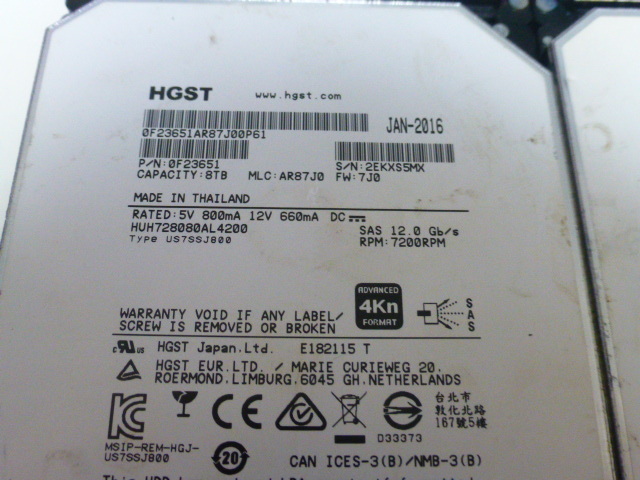 HGST www.hgst.com
0F23651AR87J00P61 JAN-2016
P/N:0F23651 S/N:2EKXS5MX
CAPACITY:8TB MLC:AR87J0 FW:7J0
MADE IN THAILAND
RATED:5V 800mA 12V 660mA DC
HUH728080AL4200 SAS 12.0 Gb/s
Type US7SSJ800 RPM:7200RPM
ADVANCED
4Kn
FORMAT
SAS
WARRANTY VOID IF ANY LABEL/
SCREW IS REMOVED OR BROKEN
c UL us HGST Japan,Ltd. E182115 T
HGST EUR.LTD. / MARIE CURIEWEG 20,
ROERMOND.LIMBURG.6045 GH.NETHERLANDS
台北市
敦化北路
167號5樓
D33373
MSIP-REM-HGJ-
US7SSJ800
20
CAN ICES-3(B)/NMB-3(B)